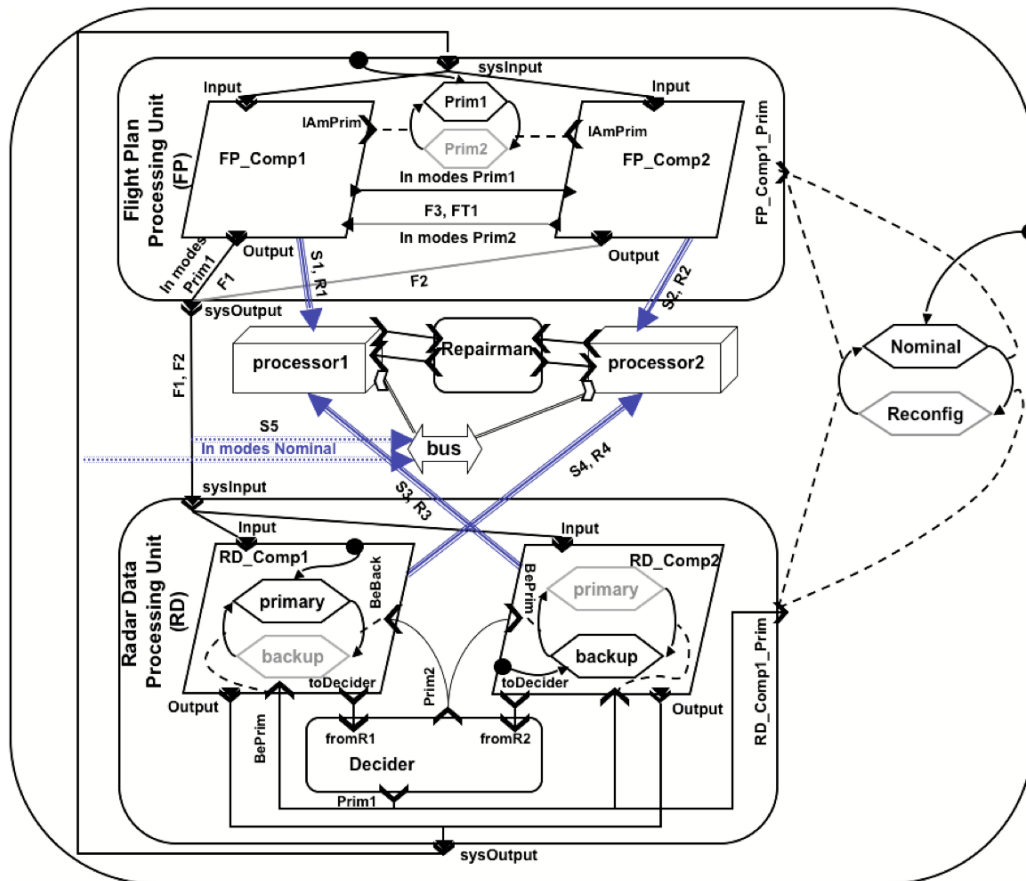 sysInput
Input
Input
Prim1
IAmPrim
IAmPrim
Prim2
FP_Comp1
FP_Comp2
In modes Prim1
F3, FT1
In modes Prim2
Flight Plan
Processing Unit
(FP)
FP_Comp1_Prim
In modes
Prim1
F1
Output
S1, R1
F2
Output
S2, R2
sysOutput
F1, F2
processor1
Repairman
processor2
Nominal
Reconfig
S5
In modes Nominal
bus
S3, R3
S4, R4
sysInput
Input
Input
RD_Comp1
RD_Comp2
BeBack
BePrim
primary
primary
backup
backup
Radar Data
Processing Unit
(RD)
RD_Comp1_Prim
toDecider
toDecider
Output
Output
BePrim
Prim2
fromR1
fromR2
Decider
Prim1
sysOutput